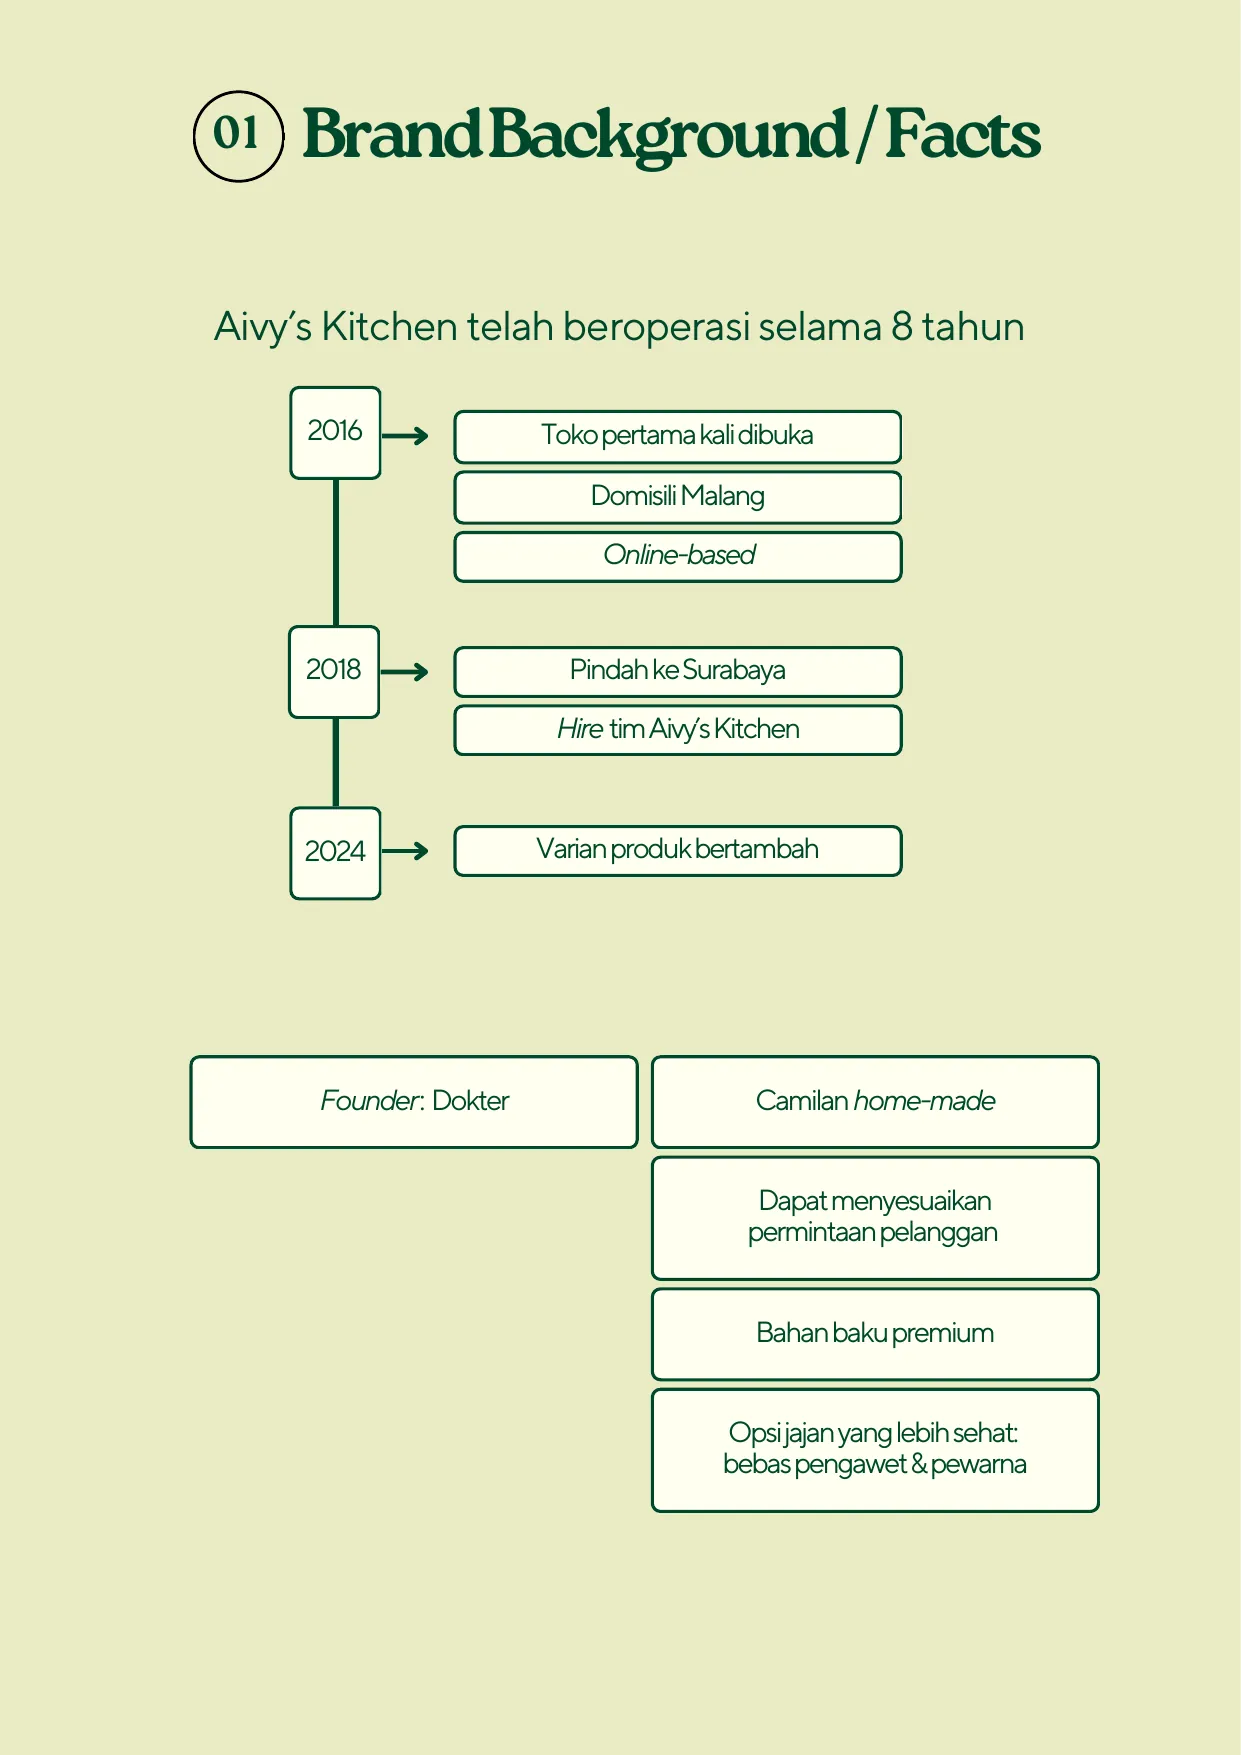 01 Brand Background / Facts
Aivy's Kitchen telah beroperasi selama 8 tahun
2016
Toko pertama kali dibuka
Domisili Malang
Online-based
2018
Pindah ke Surabaya
Hire tim Aivy's Kitchen
2024
Varian produk bertambah
Founder: Dokter
Camilan home-made
Dapat menyesuaikan
permintaan pelanggan
Bahan baku premium
Opsi jajan yang lebih sehat:
bebas pengawet & pewarna